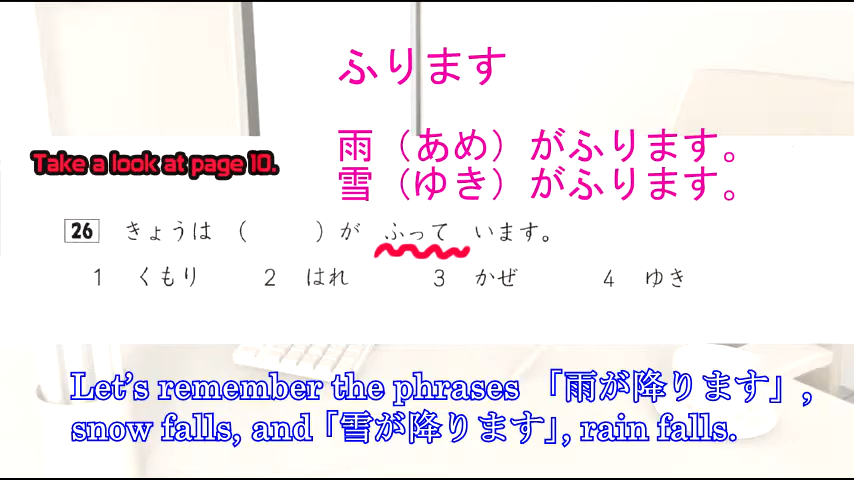 ふります
雨（あめ）がふります。
雪（ゆき）がふります。
Take a look at page 10.
26 きょうは （　　　）が ふって います。
1 くもり 2 はれ 3 かぜ 4 ゆき
Let's remember the phrases 「雨が降ります」,
snow falls, and「雪が降ります」, rain falls.